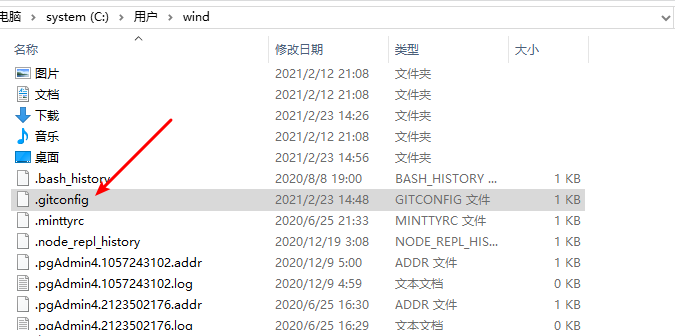 电脑 › system (C:) › 用户 › wind
名称 修改日期 类型 大小
图片 2021/2/12 21:08 文件夹
文档 2021/2/12 21:08 文件夹
下载 2021/2/23 14:26 文件夹
音乐 2021/2/12 21:08 文件夹
桌面 2021/2/23 14:56 文件夹
.bash_history 2020/8/8 19:00 BASH_HISTORY ... 1 KB
.gitconfig 2021/2/23 14:48 GITCONFIG 文件 1 KB
.minttyrc 2020/6/25 21:33 MINTTYRC 文件 1 KB
.node_repl_history 2020/12/19 3:08 NODE_REPL_HIS... 1 KB
.pgAdmin4.1057243102.addr 2020/12/9 5:00 ADDR 文件 1 KB
.pgAdmin4.1057243102.log 2020/12/9 4:59 文本文档 0 KB
.pgAdmin4.2123502176.addr 2020/6/25 16:30 ADDR 文件 1 KB
.pgAdmin4.2123502176.log 2020/6/25 16:29 文本文档 0 KB